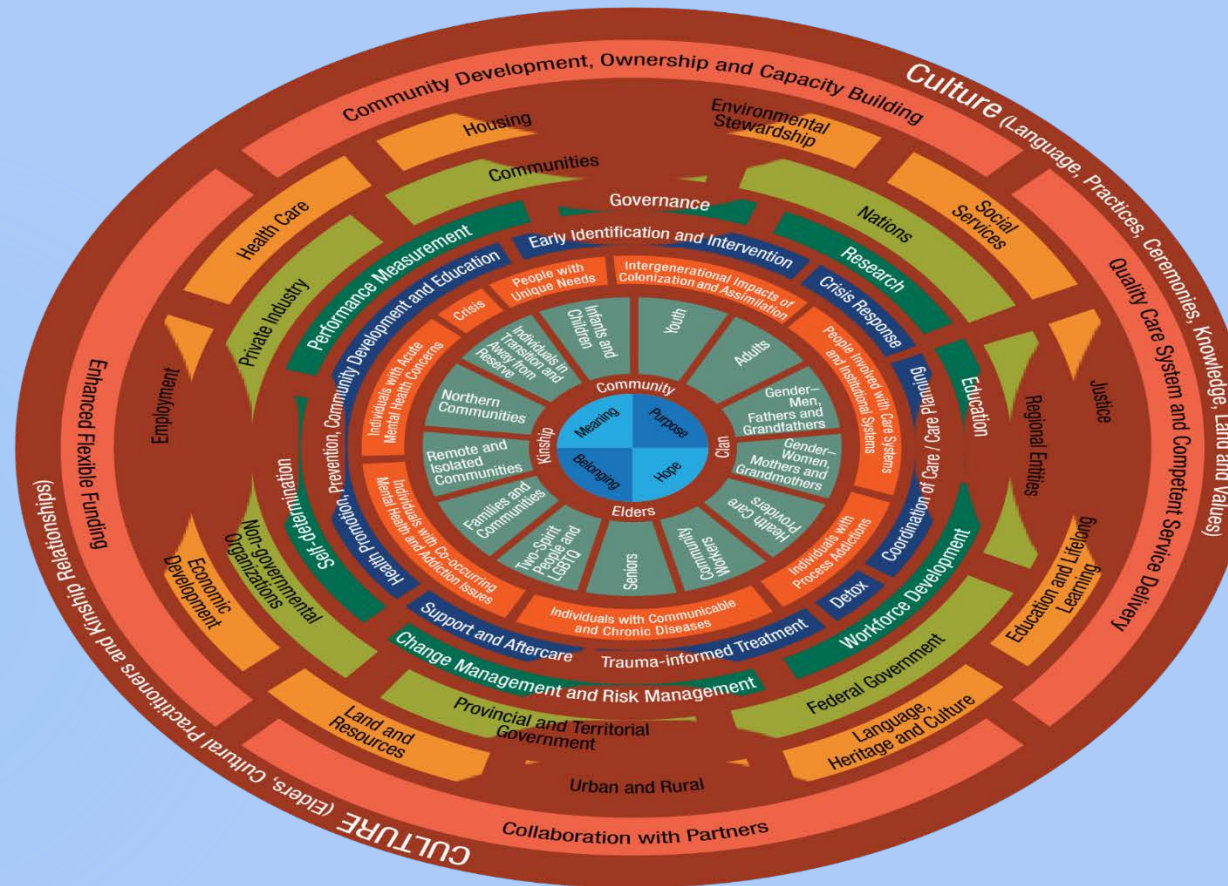 Culture (Language, Practices, Ceremonies, Knowledge, Land and Values)
CULTURE (Elders, Cultural Practitioners and Kinship Relationships)
Community Development, Ownership and Capacity Building
Quality Care System and Competent Service Delivery
Collaboration with Partners
Enhanced Flexible Funding
Housing
Environmental
Stewardship
Social
Services
Justice
Education and Lifelong
Learning
Language,
Heritage and Culture
Urban and Rural
Land and
Resources
Economic
Development
Employment
Health Care
Communities
Nations
Regional Entities
Federal Government
Provincial and Territorial
Government
Non-governmental
Organizations
Private Industry
Governance
Research
Education
Workforce Development
Change Management and Risk Management
Self-determination
Performance Measurement
Early Identification and Intervention
Crisis Response
Coordination of Care / Care Planning
Detox
Trauma-informed Treatment
Support and Aftercare
Health Promotion, Prevention, Community Development and Education
People with
Unique Needs
Intergenerational Impacts of
Colonization and Assimilation
People Involved with Care Systems
and Institutional Systems
Individuals with
Process Addictions
Individuals with Communicable
and Chronic Diseases
Individuals with Co-occurring
Mental Health and Addiction Issues
Individuals with Acute
Mental Health Concerns
Crisis
Infants and
Children
Youth
Adults
Gender–
Men,
Fathers and
Grandfathers
Gender–
Women,
Mothers and
Grandmothers
Health Care
Providers
Community
Workers
Seniors
Two-Spirit
People and
LGBTQ
Families and
Communities
Remote and
Isolated
Communities
Northern
Communities
Individuals in
Transition and
Away from
Reserve
Community
Clan
Elders
Kinship
Meaning
Purpose
Hope
Belonging